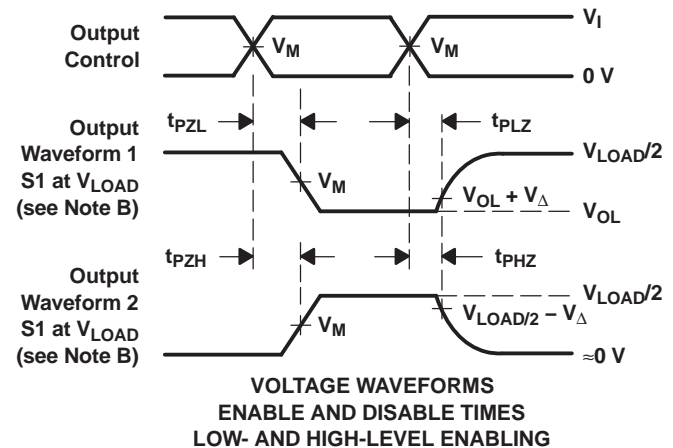 Output
Control
V_M
V_M
V_I
0 V
t_PZL
t_PLZ
Output
Waveform 1
S1 at V_LOAD
(see Note B)
V_M
V_LOAD/2
V_OL + V_Δ
V_OL
t_PZH
t_PHZ
Output
Waveform 2
S1 at V_LOAD
(see Note B)
V_M
V_LOAD/2
V_LOAD/2 – V_Δ
≈0 V
VOLTAGE WAVEFORMS
ENABLE AND DISABLE TIMES
LOW- AND HIGH-LEVEL ENABLING